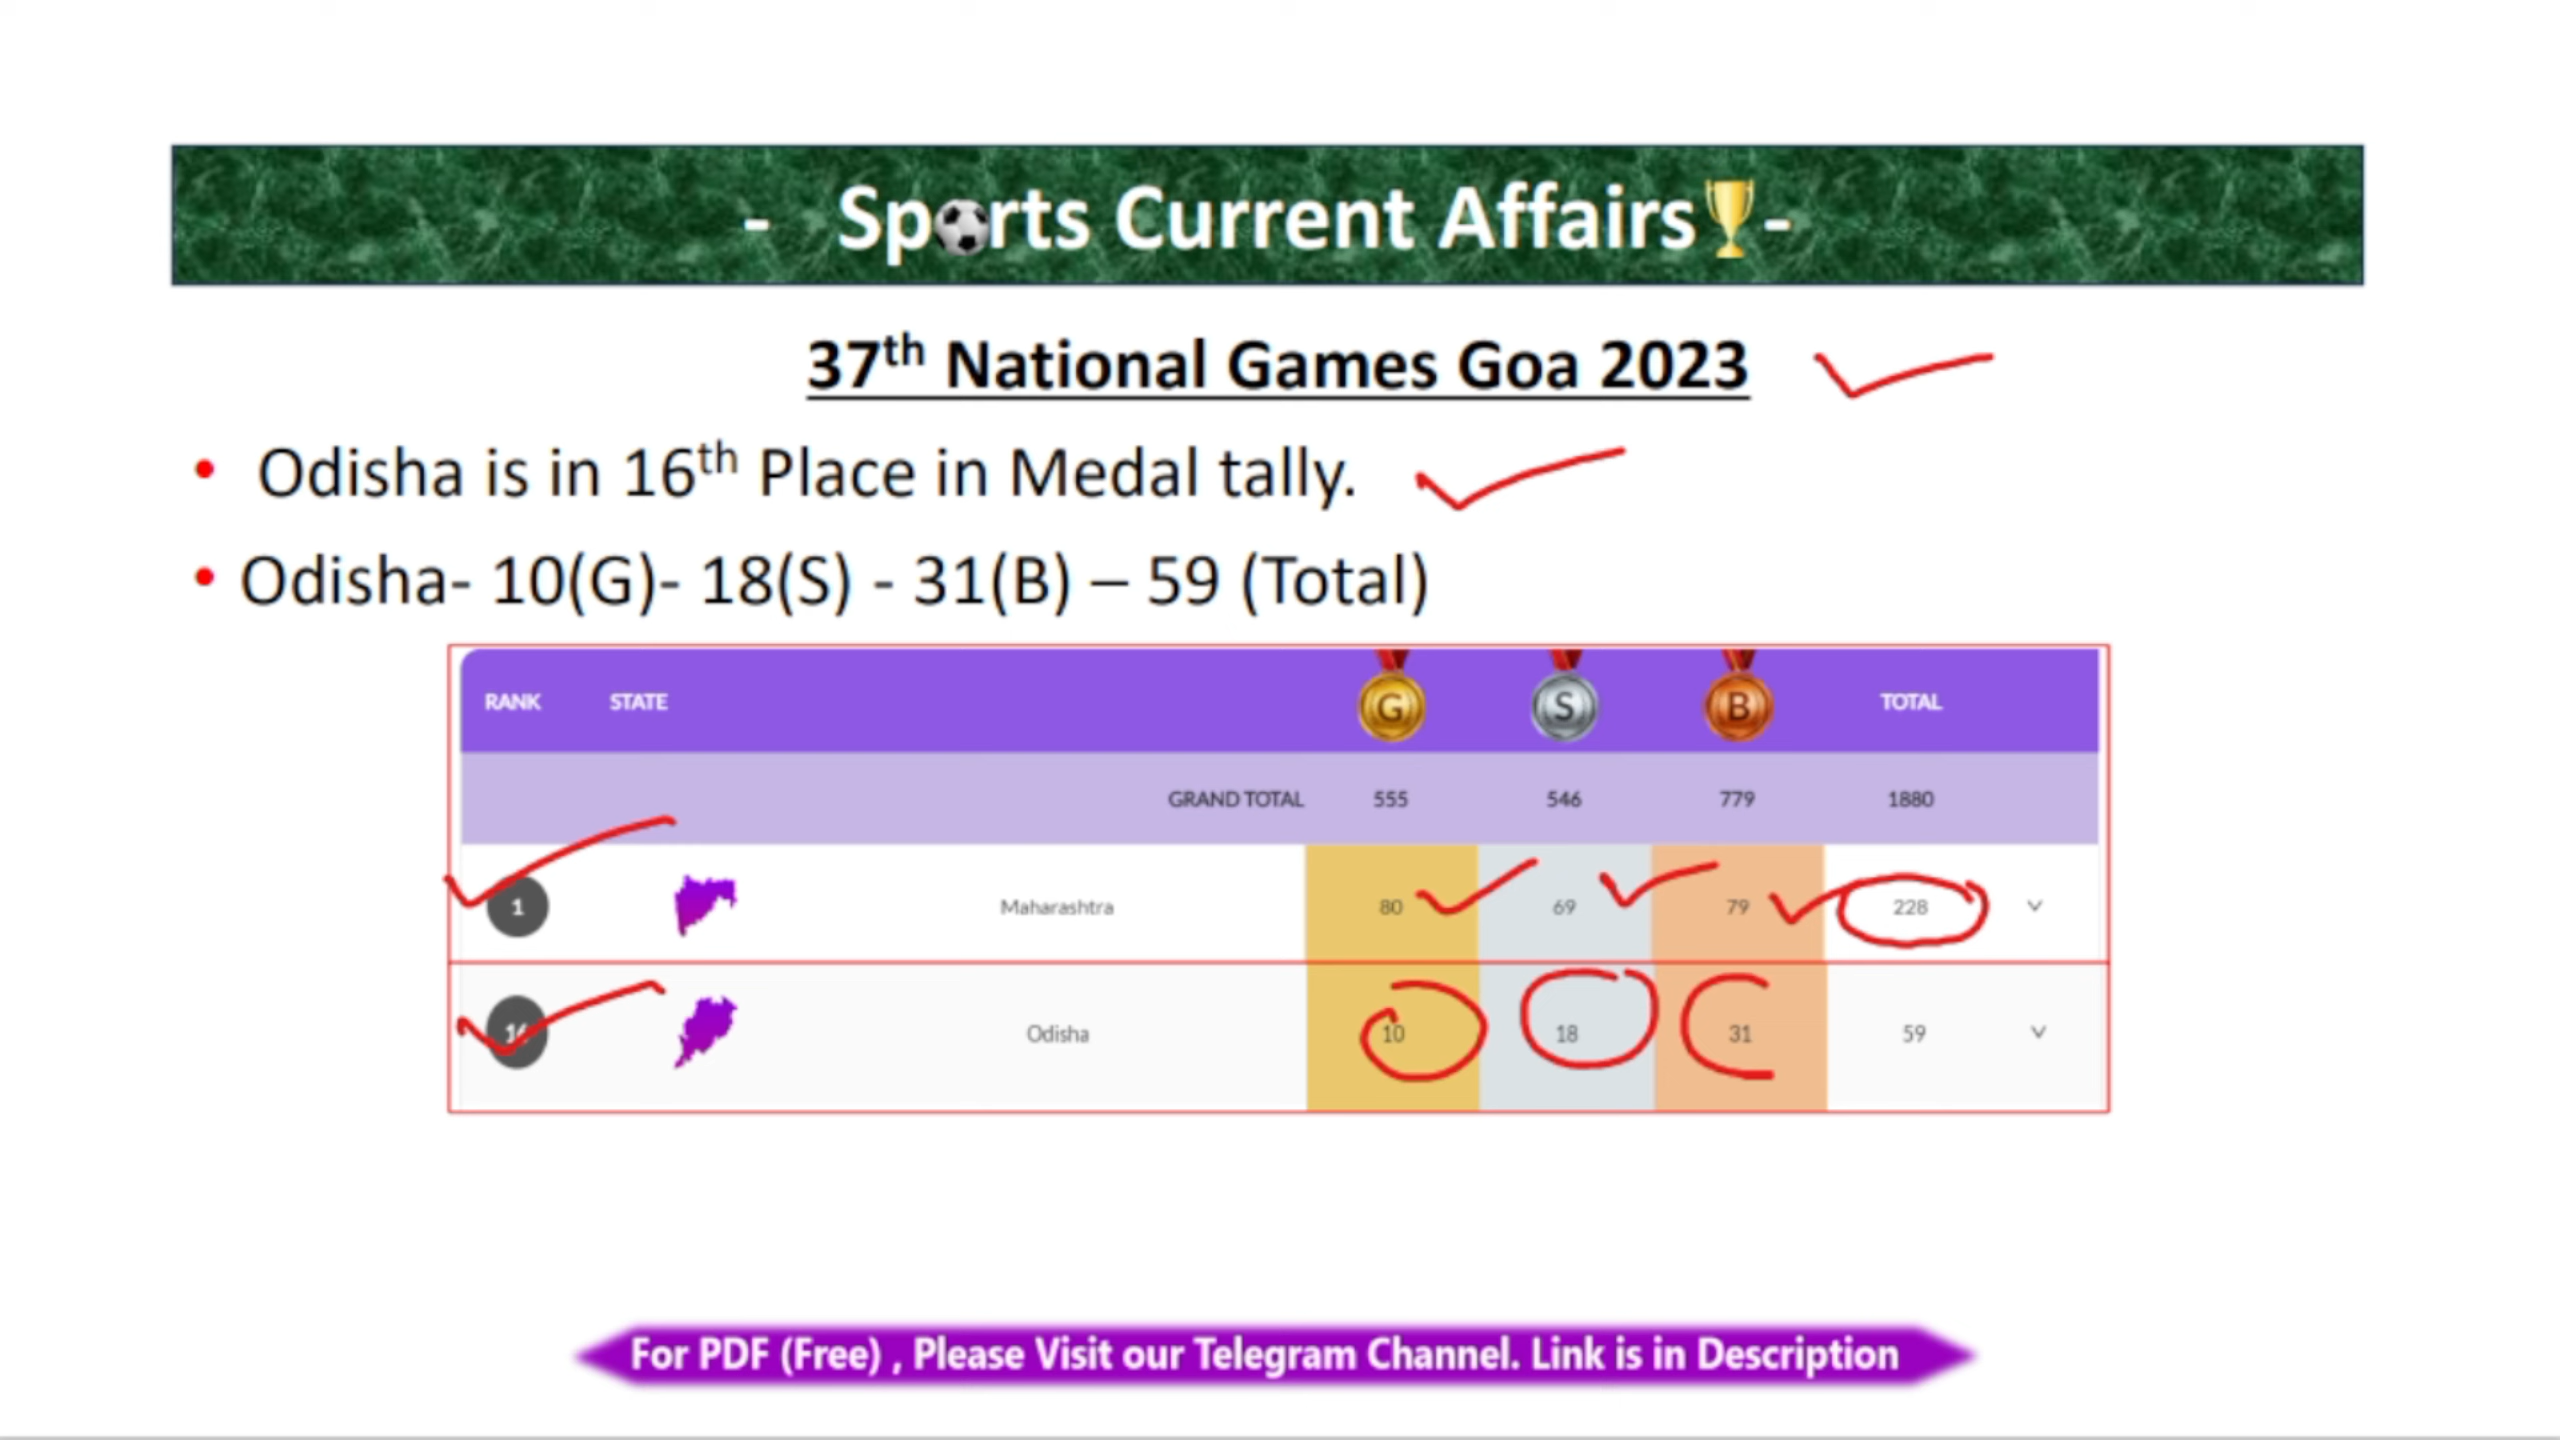 - Sports Current Affairs -
37th National Games Goa 2023
• Odisha is in 16th Place in Medal tally.
• Odisha- 10(G)- 18(S) - 31(B) – 59 (Total)
RANK STATE G S B TOTAL
GRAND TOTAL 555 546 779 1880
1 Maharashtra 80 69 79 228
16 Odisha 10 18 31 59
For PDF (Free) , Please Visit our Telegram Channel. Link is in Description